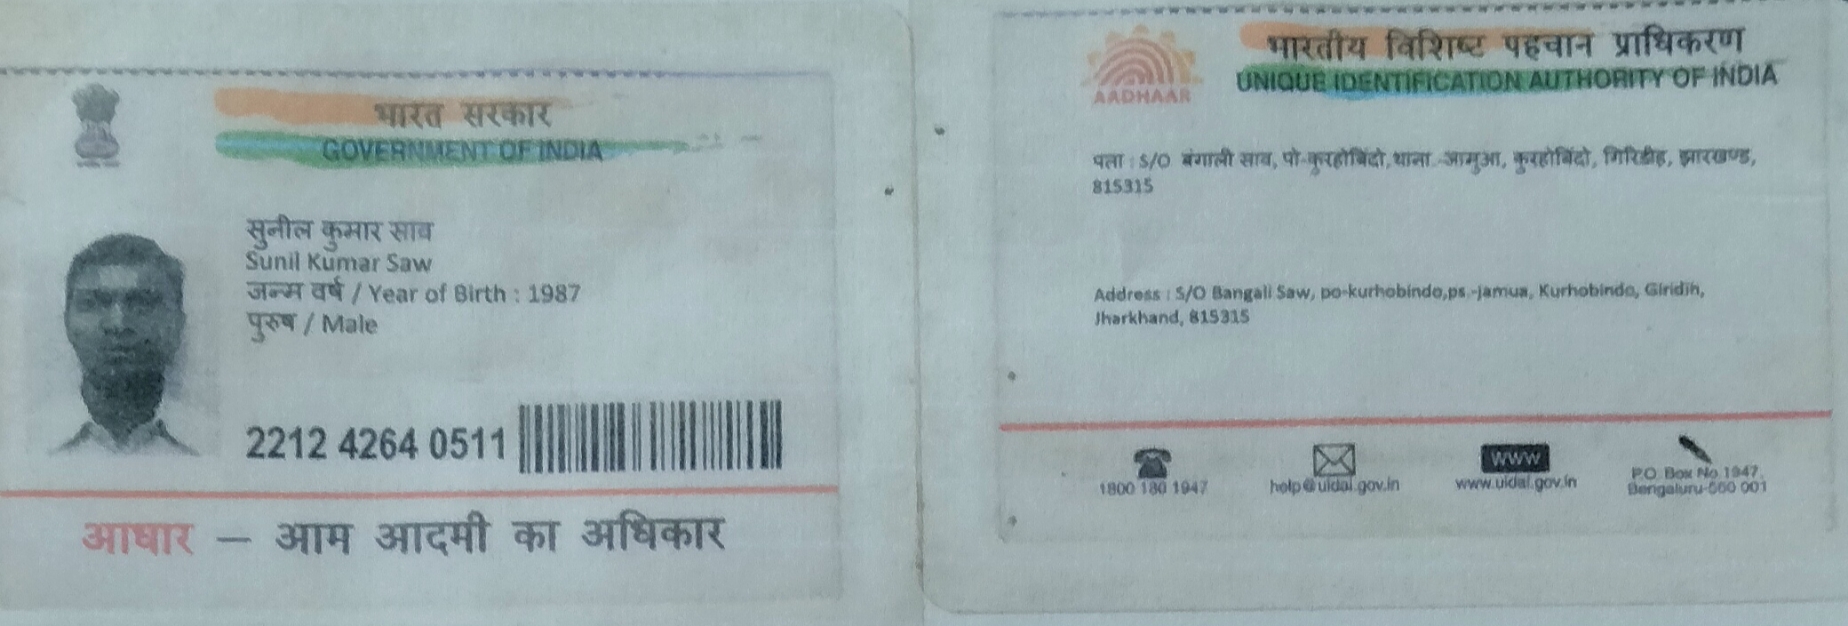 भारत सरकार
GOVERNMENT OF INDIA
सुनील कुमार साव
Sunil Kumar Saw
जन्म वर्ष / Year of Birth : 1987
पुरुष / Male
2212 4264 0511
आधार – आम आदमी का अधिकार
AADHAAR
भारतीय विशिष्ट पहचान प्राधिकरण
UNIQUE IDENTIFICATION AUTHORITY OF INDIA
पता : S/O बंगाली साव, पो-कुरहोबिंदो,थाना.-आमुआ, कुरहोबिंदो, गिरिडीह, झारखण्ड,
815315
Address : S/O Bangali Saw, po-kurhobindo,ps.-jamua, Kurhobindo, Giridih,
Jharkhand, 815315
1800 180 1947
help@uidai.gov.in
WWW
www.uidai.gov.in
P.O. Box No.1947,
Bengaluru-560 001